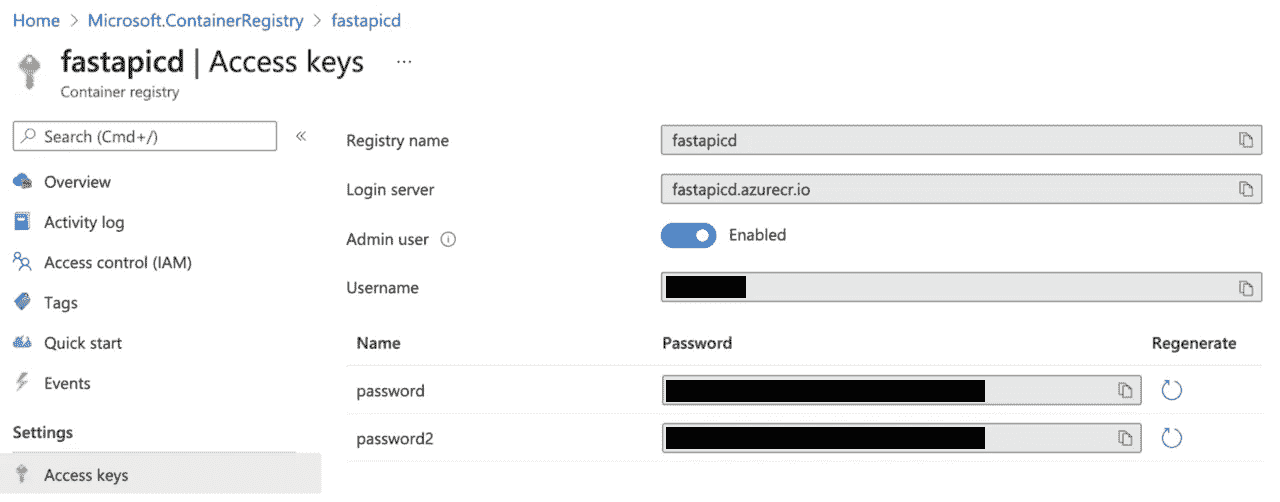 Home > Microsoft.ContainerRegistry > fastapicd
fastapicd | Access keys ...
Container registry
Search (Cmd+/)
«
Overview
Activity log
Access control (IAM)
Tags
Quick start
Events
Settings
Access keys
Registry name
fastapicd
Login server
fastapicd.azurecr.io
Admin user
Enabled
Username
Name Password Regenerate
password
password2